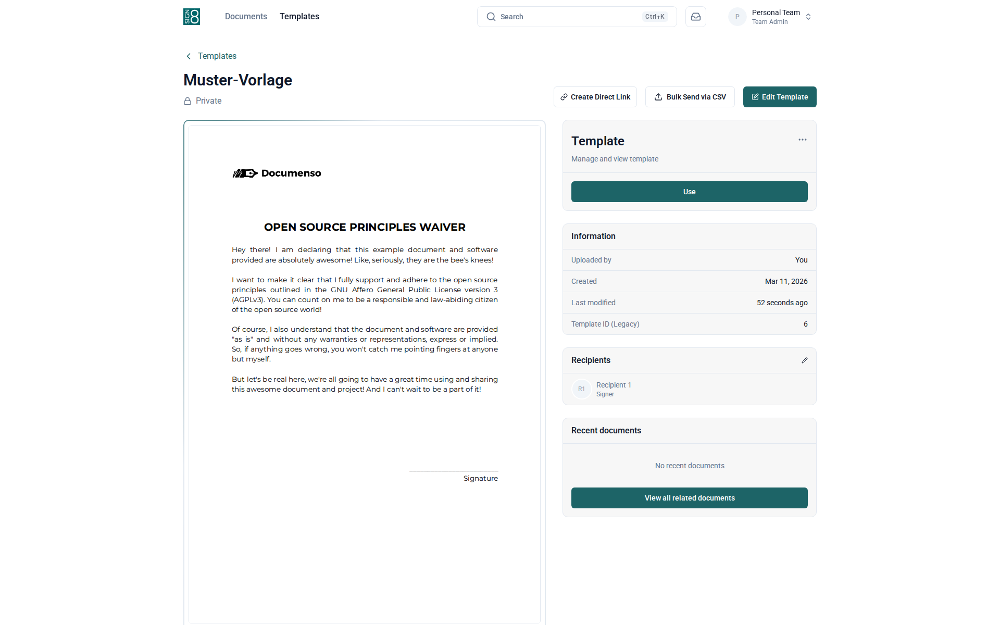 SIGN 8
Documents
Templates
Search
Ctrl+K
P
Personal Team
Team Admin
Templates
Muster-Vorlage
Private
Create Direct Link
Bulk Send via CSV
Edit Template
Documenso
OPEN SOURCE PRINCIPLES WAIVER
Hey there! I am declaring that this example document and software
provided are absolutely awesome! Like, seriously, they are the bee's knees!
I want to make it clear that I fully support and adhere to the open source
principles outlined in the GNU Affero General Public License version 3
(AGPLv3). You can count on me to be a responsible and law-abiding citizen
of the open source world!
Of course, I also understand that the document and software are provided
"as is" and without any warranties or representations, express or implied.
So, if anything goes wrong, you won't catch me pointing fingers at anyone
but myself.
But let's be real here, we're all going to have a great time using and sharing
this awesome document and project! And I can't wait to be a part of it!
Signature
Template
Manage and view template
Use
Information
Uploaded by You
Created Mar 11, 2026
Last modified 52 seconds ago
Template ID (Legacy) 6
Recipients
R1
Recipient 1
Signer
Recent documents
No recent documents
View all related documents